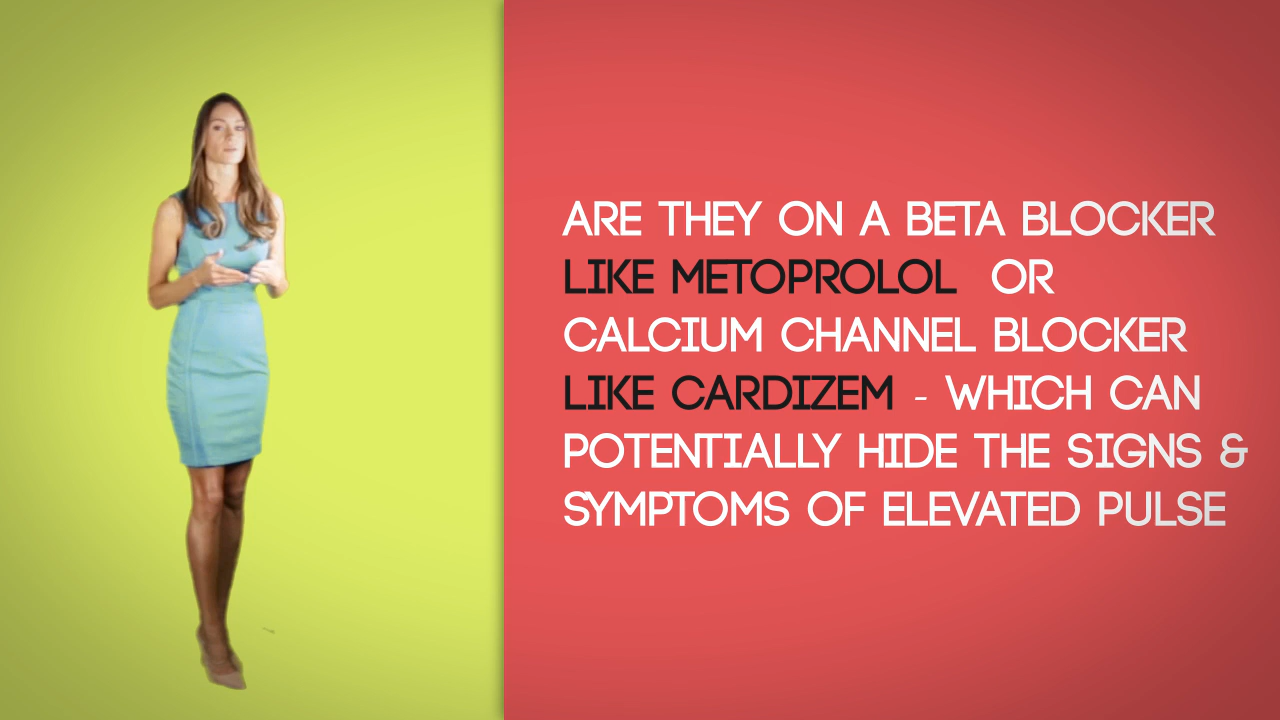 ARE THEY ON A BETA BLOCKER
LIKE METOPROLOL OR
CALCIUM CHANNEL BLOCKER
LIKE CARDIZEM - WHICH CAN
POTENTIALLY HIDE THE SIGNS &
SYMPTOMS OF ELEVATED PULSE